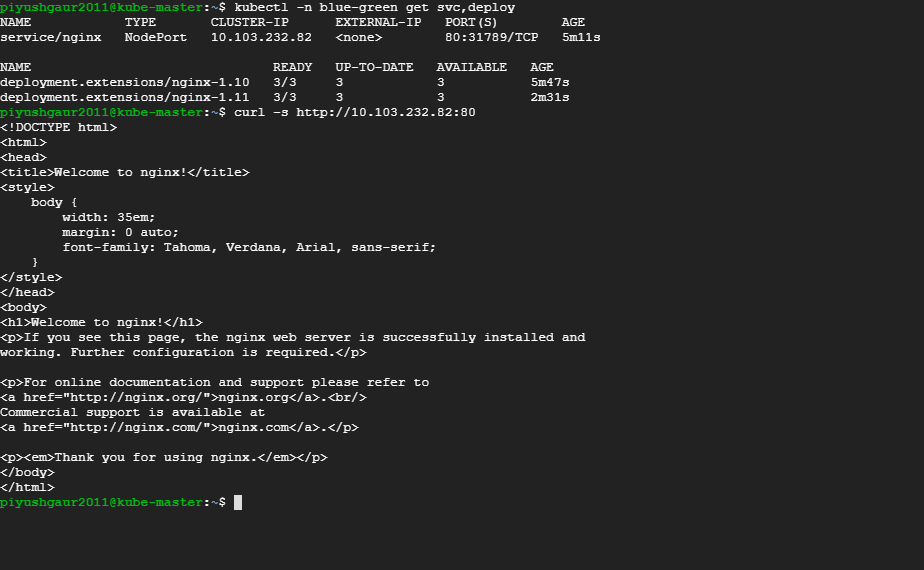 piyushgaur2011@kube-master:~$ kubectl -n blue-green get svc,deploy
NAME            TYPE       CLUSTER-IP      EXTERNAL-IP   PORT(S)        AGE
service/nginx   NodePort   10.103.232.82   <none>        80:31789/TCP   5m11s

NAME                               READY   UP-TO-DATE   AVAILABLE   AGE
deployment.extensions/nginx-1.10   3/3     3            3           5m47s
deployment.extensions/nginx-1.11   3/3     3            3           2m31s
piyushgaur2011@kube-master:~$ curl -s http://10.103.232.82:80
<!DOCTYPE html>
<html>
<head>
<title>Welcome to nginx!</title>
<style>
    body {
        width: 35em;
        margin: 0 auto;
        font-family: Tahoma, Verdana, Arial, sans-serif;
    }
</style>
</head>
<body>
<h1>Welcome to nginx!</h1>
<p>If you see this page, the nginx web server is successfully installed and
working. Further configuration is required.</p>

<p>For online documentation and support please refer to
<a href="http://nginx.org/">nginx.org</a>.<br/>
Commercial support is available at
<a href="http://nginx.com/">nginx.com</a>.</p>

<p><em>Thank you for using nginx.</em></p>
</body>
</html>
piyushgaur2011@kube-master:~$